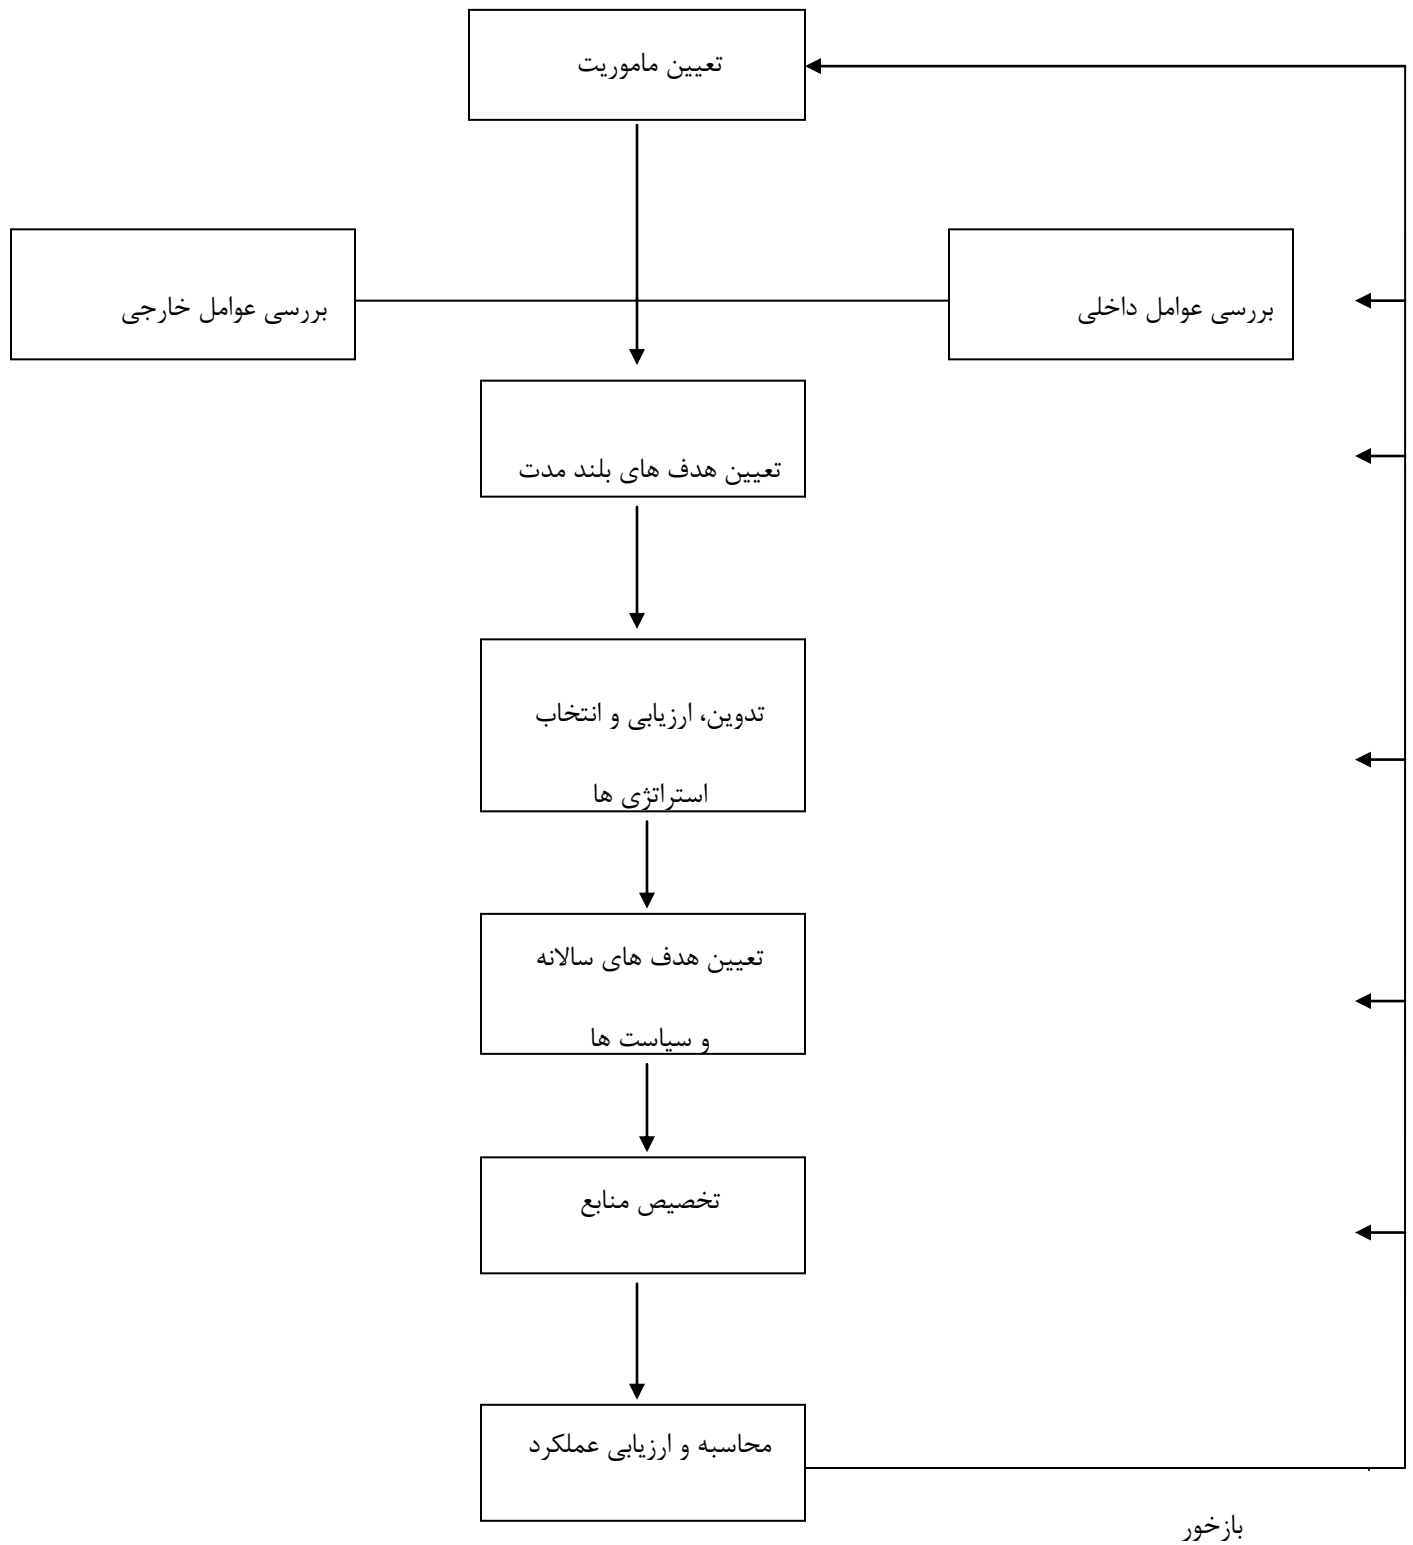 تعیین ماموریت
بررسی عوامل داخلی
بررسی عوامل خارجی
تعیین هدف های بلند مدت
تدوین، ارزیابی و انتخاب
استراتژی ها
تعیین هدف های سالانه
و سیاست ها
تخصیص منابع
محاسبه و ارزیابی عملکرد
بازخور